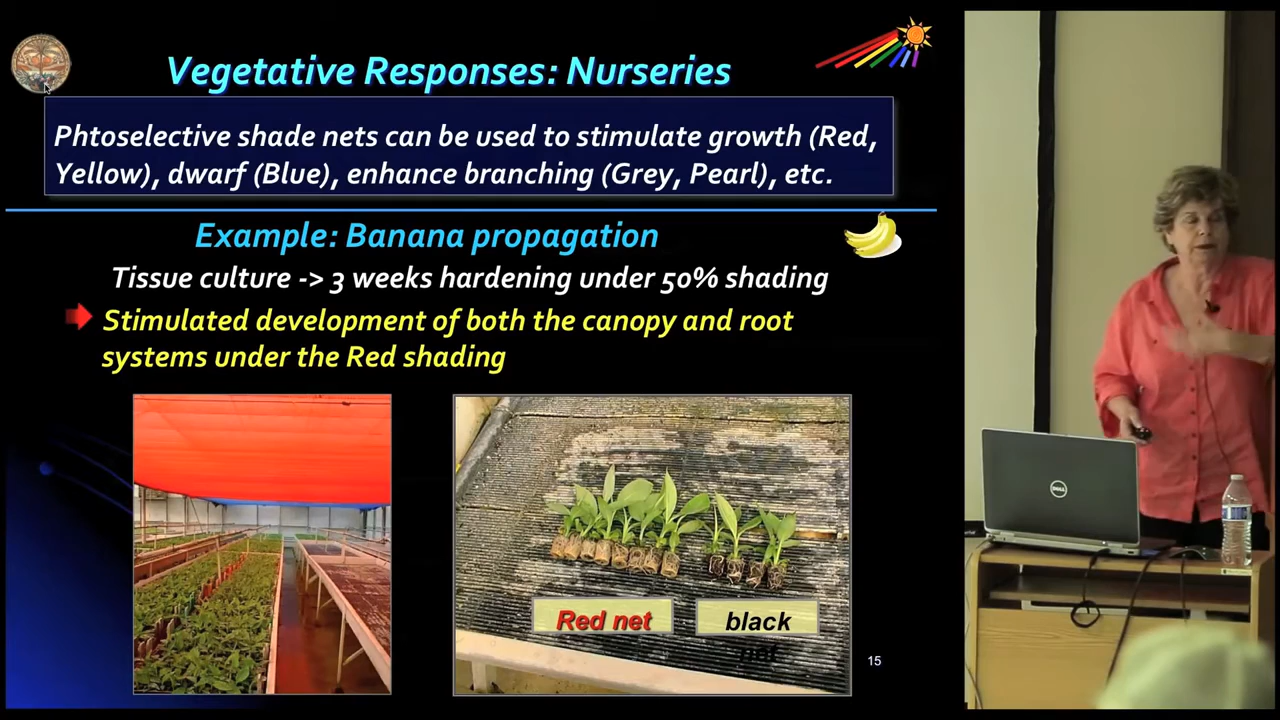 Vegetative Responses: Nurseries
Phtoselective shade nets can be used to stimulate growth (Red,
Yellow), dwarf (Blue), enhance branching (Grey, Pearl), etc.
Example: Banana propagation
Tissue culture -> 3 weeks hardening under 50% shading
Stimulated development of both the canopy and root
systems under the Red shading
Red net
black
net
15
DELL